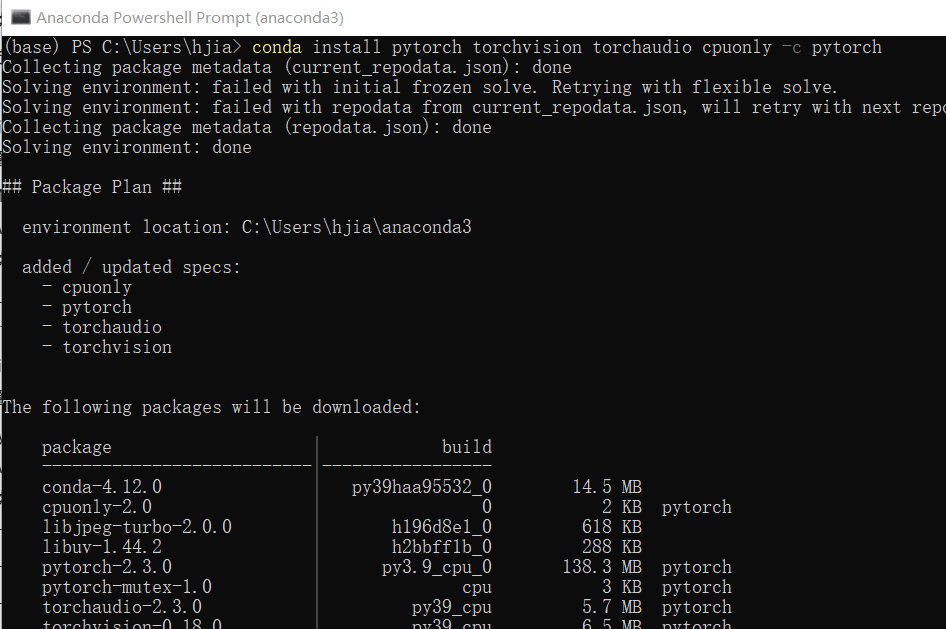 Anaconda Powershell Prompt (anaconda3)
(base) PS C:\Users\hjia> conda install pytorch torchvision torchaudio cpuonly -c pytorch
Collecting package metadata (current_repodata.json): done
Solving environment: failed with initial frozen solve. Retrying with flexible solve.
Solving environment: failed with repodata from current_repodata.json, will retry with next repo
Collecting package metadata (repodata.json): done
Solving environment: done
## Package Plan ##
environment location: C:\Users\hjia\anaconda3
added / updated specs:
- cpuonly
- pytorch
- torchaudio
- torchvision
The following packages will be downloaded:
package | build
---------------------------|-----------------
conda-4.12.0 | py39haa95532_0 14.5 MB
cpuonly-2.0 | 0 2 KB pytorch
libjpeg-turbo-2.0.0 | h196d8e1_0 618 KB
libuv-1.44.2 | h2bbff1b_0 288 KB
pytorch-2.3.0 | py3.9_cpu_0 138.3 MB pytorch
pytorch-mutex-1.0 | cpu 3 KB pytorch
torchaudio-2.3.0 | py39_cpu 5.7 MB pytorch
torchvision-0.18.0 | py39_cpu 6.5 MB pytorch